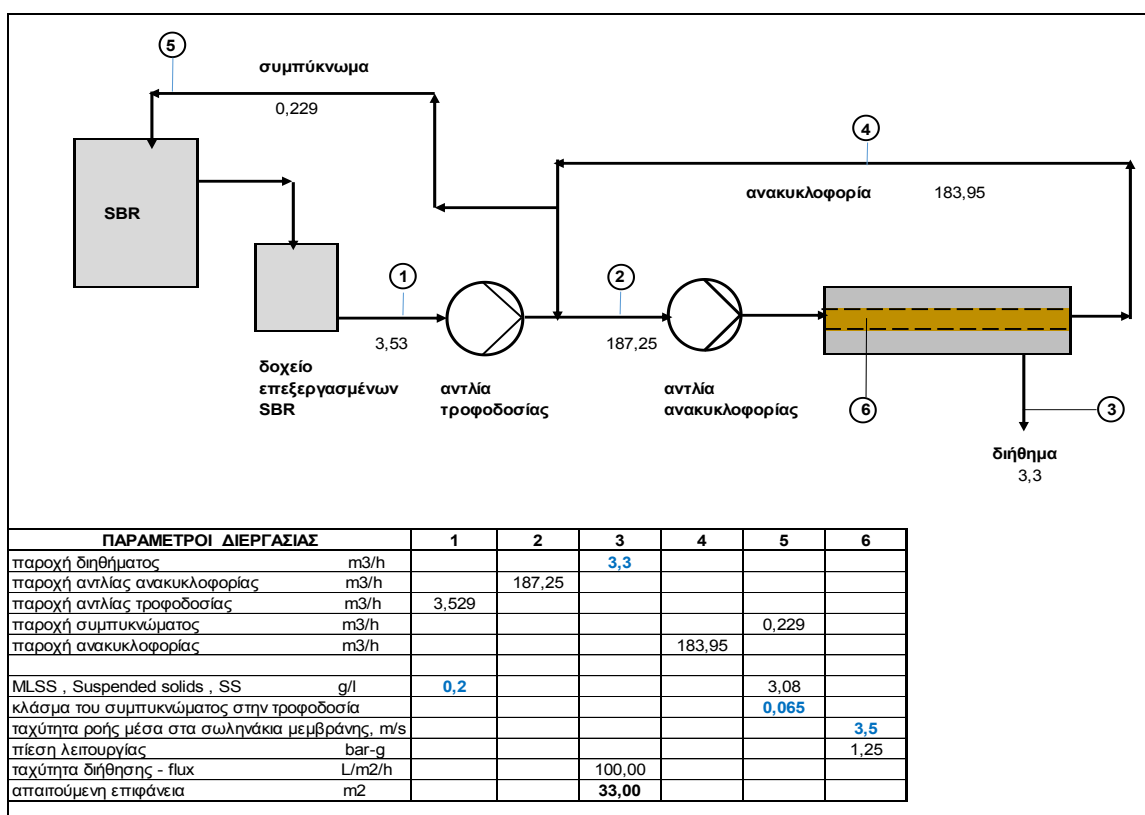 5
συμπύκνωμα
0,229
4
ανακυκλοφορία 183,95
SBR
1
2
3,53
187,25
δοχείο
επεξεργασμένων
SBR
αντλία
τροφοδοσίας
αντλία
ανακυκλοφορίας
6
3
διήθημα
3,3
ΠΑΡΑΜΕΤΡΟΙ ΔΙΕΡΓΑΣΙΑΣ 1 2 3 4 5 6
παροχή διηθήματος m3/h 3,3
παροχή αντλίας ανακυκλοφορίας m3/h 187,25
παροχή αντλίας τροφοδοσίας m3/h 3,529
παροχή συμπυκνώματος m3/h 0,229
παροχή ανακυκλοφορίας m3/h 183,95
MLSS , Suspended solids , SS g/l 0,2 3,08
κλάσμα του συμπυκνώματος στην τροφοδοσία 0,065
ταχύτητα ροής μέσα στα σωληνάκια μεμβράνης, m/s 3,5
πίεση λειτουργίας bar-g 1,25
ταχύτητα διήθησης - flux L/m2/h 100,00
απαιτούμενη επιφάνεια m2 33,00